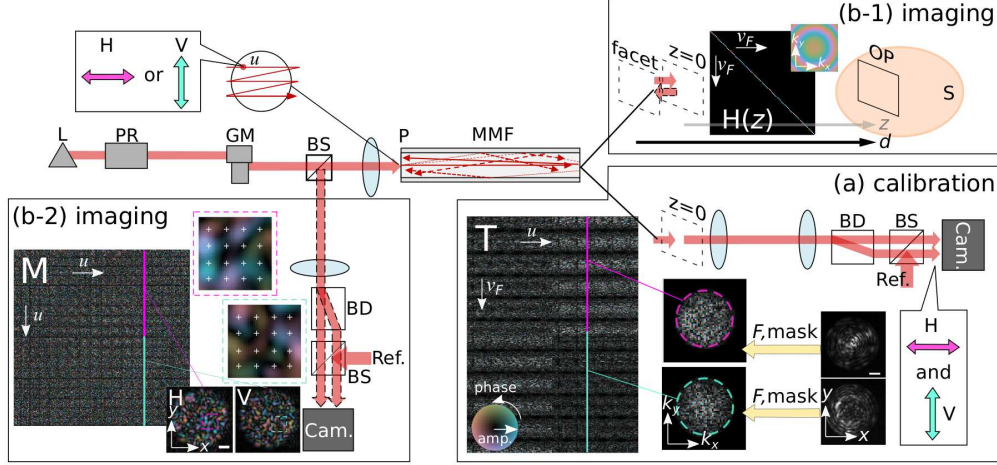 H
or
V
u
L
PR
GM
BS
P
MMF
(b-1) imaging
facet
z=0
v_F
v_F
H(z)
k_y
k_x
OP
S
z
d
(a) calibration
z=0
BD
BS
Cam.
Ref.
T
u
v_F
F,mask
F,mask
H
and
V
phase
amp.
k_y
k_x
y
x
(b-2) imaging
M
u
u
BD
Ref.
BS
Cam.
H
V
y
x